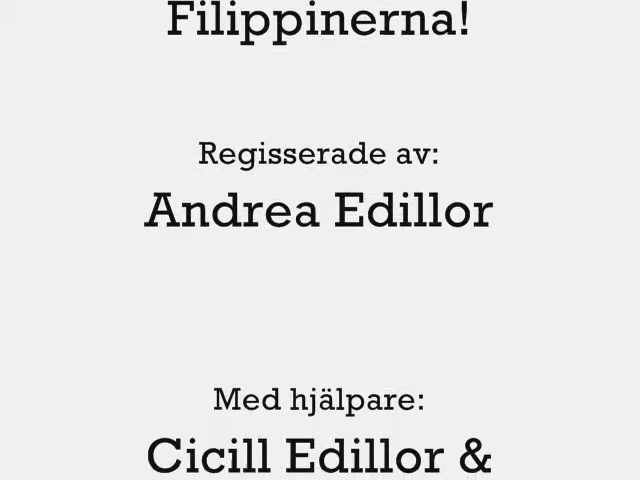 Filippinerna!
Regisserade av:
Andrea Edillor
Med hjälpare:
Cicill Edillor &